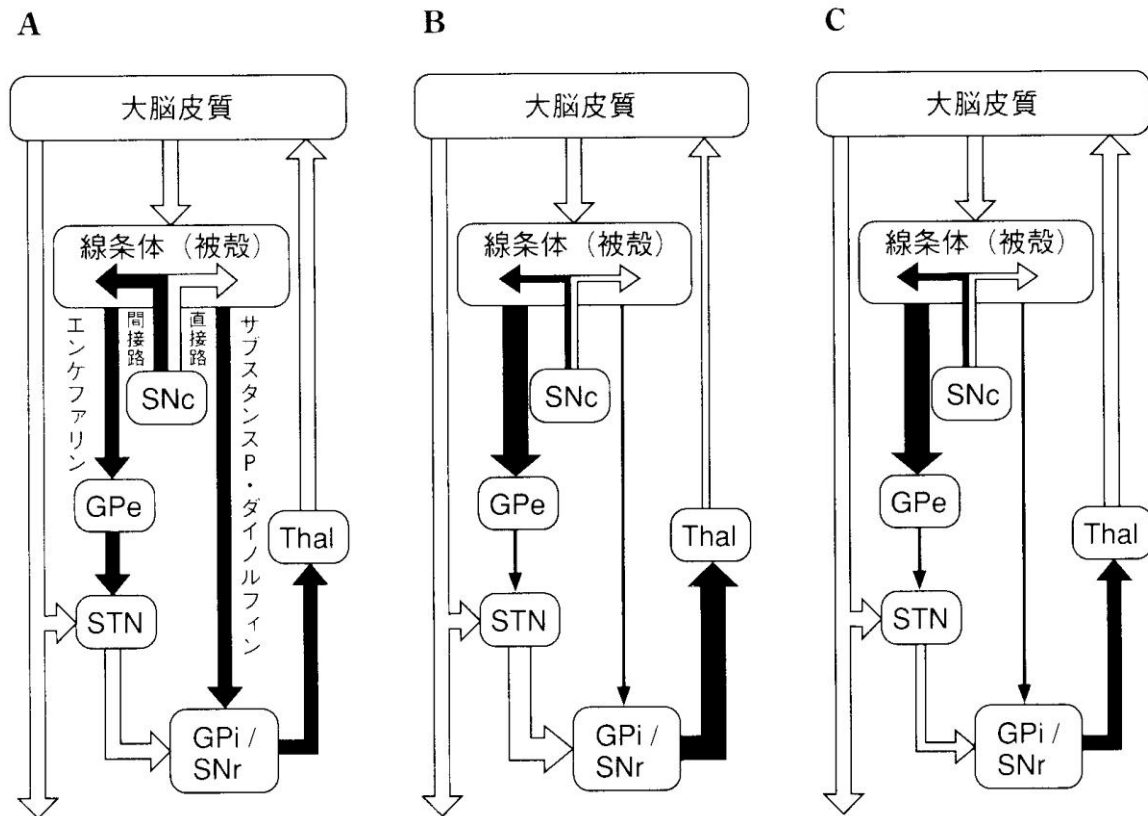 A
大脳皮質
線条体（被殻）
エンケファリン
間接路
直接路
サブスタンスP・ダイノルフィン
SNc
GPe
Thal
STN
GPi /
SNr
B
大脳皮質
線条体（被殻）
SNc
GPe
Thal
STN
GPi /
SNr
C
大脳皮質
線条体（被殻）
SNc
GPe
Thal
STN
GPi /
SNr